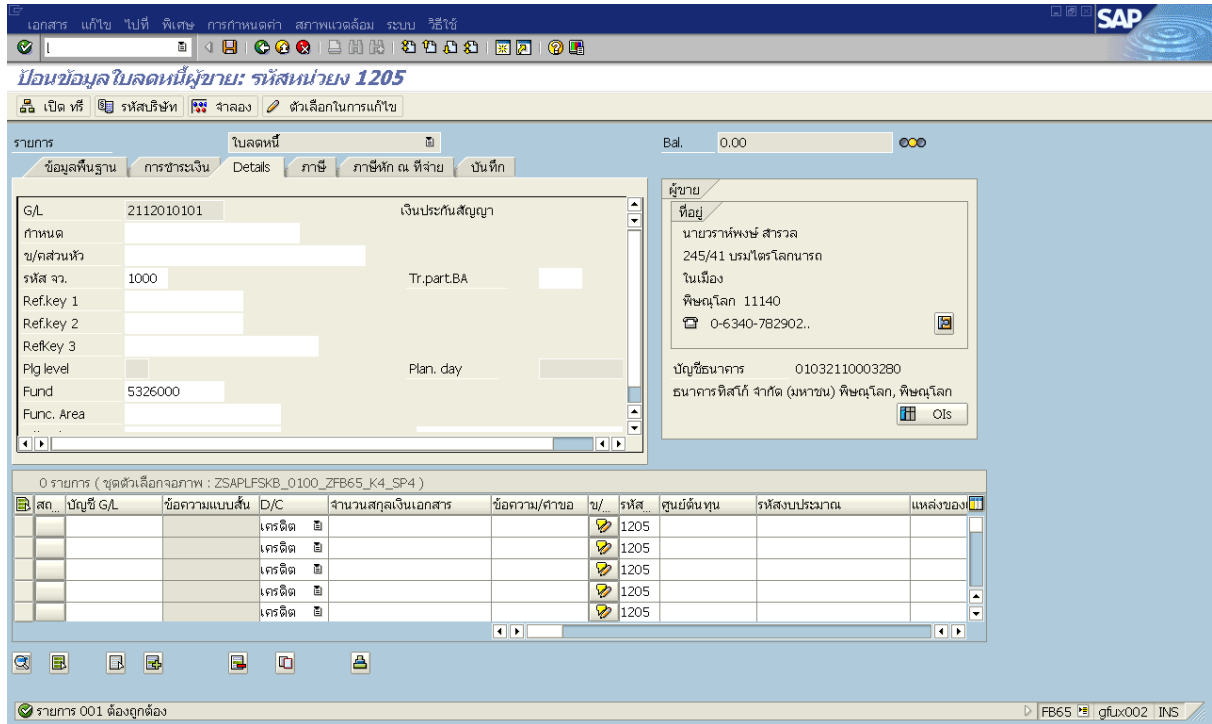 เอกสาร แก้ไข ไปที่ พิเศษ การกำหนดค่า สภาพแวดล้อม ระบบ วิธีใช้
SAP
ป้อนข้อมูลใบลดหนี้ผู้ขาย: รหัสหน่วยง 1205
เปิด ทรี รหัสบริษัท จำลอง ตัวเลือกในการแก้ไข
รายการ ใบลดหนี้ Bal. 0.00
ข้อมูลพื้นฐาน การชำระเงิน Details ภาษี ภาษีหัก ณ ที่จ่าย บันทึก
ผู้ขาย
G/L 2112010101 เงินประกันสัญญา
ที่อยู่
กำหนด
นายวราห์พงษ์ สำรวล
ข/คส่วนหัว
245/41 บรมไตรโลกนารถ
รหัส จว. 1000 Tr.part.BA
ในเมือง
Ref.key 1
พิษณุโลก 11140
Ref.key 2
0-6340-782902..
RefKey 3
Plg level Plan. day
บัญชีธนาคาร 01032110003280
Fund 5326000
ธนาคารทิสโก้ จำกัด (มหาชน) พิษณุโลก, พิษณุโลก
Func. Area
OIs
0 รายการ ( ชุดตัวเลือกจอภาพ : ZSAPLFSKB_0100_ZFB65_K4_SP4 )
สถ... บัญชี G/L ข้อความแบบสั้น D/C จำนวนสกุลเงินเอกสาร ข้อความ/คำขอ ข/... รหัส... ศูนย์ต้นทุน รหัสงบประมาณ แหล่งของเ
เครดิต 1205
เครดิต 1205
เครดิต 1205
เครดิต 1205
เครดิต 1205
รายการ 001 ต้องถูกต้อง
FB65 gfux002 INS